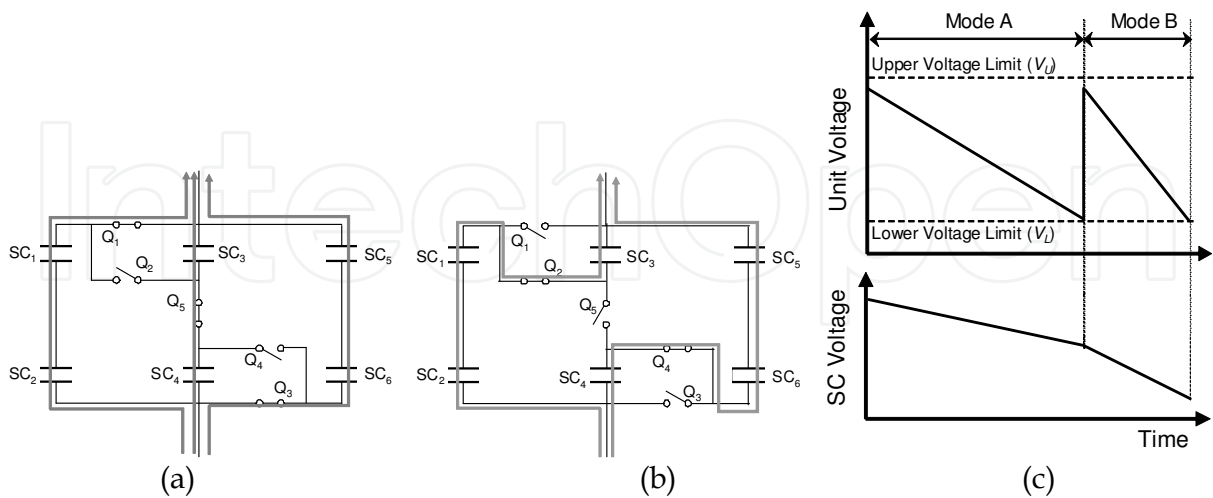 IntechOpen
SC1
Q1
Q2
SC3
SC5
Q5
Q4
SC2
SC4
Q3
SC6
(a)
SC1
Q1
Q2
SC3
SC5
Q5
Q4
SC2
SC4
Q3
SC6
(b)
Mode A
Mode B
Upper Voltage Limit (VU)
Unit Voltage
Lower Voltage Limit (VL)
SC Voltage
Time
(c)